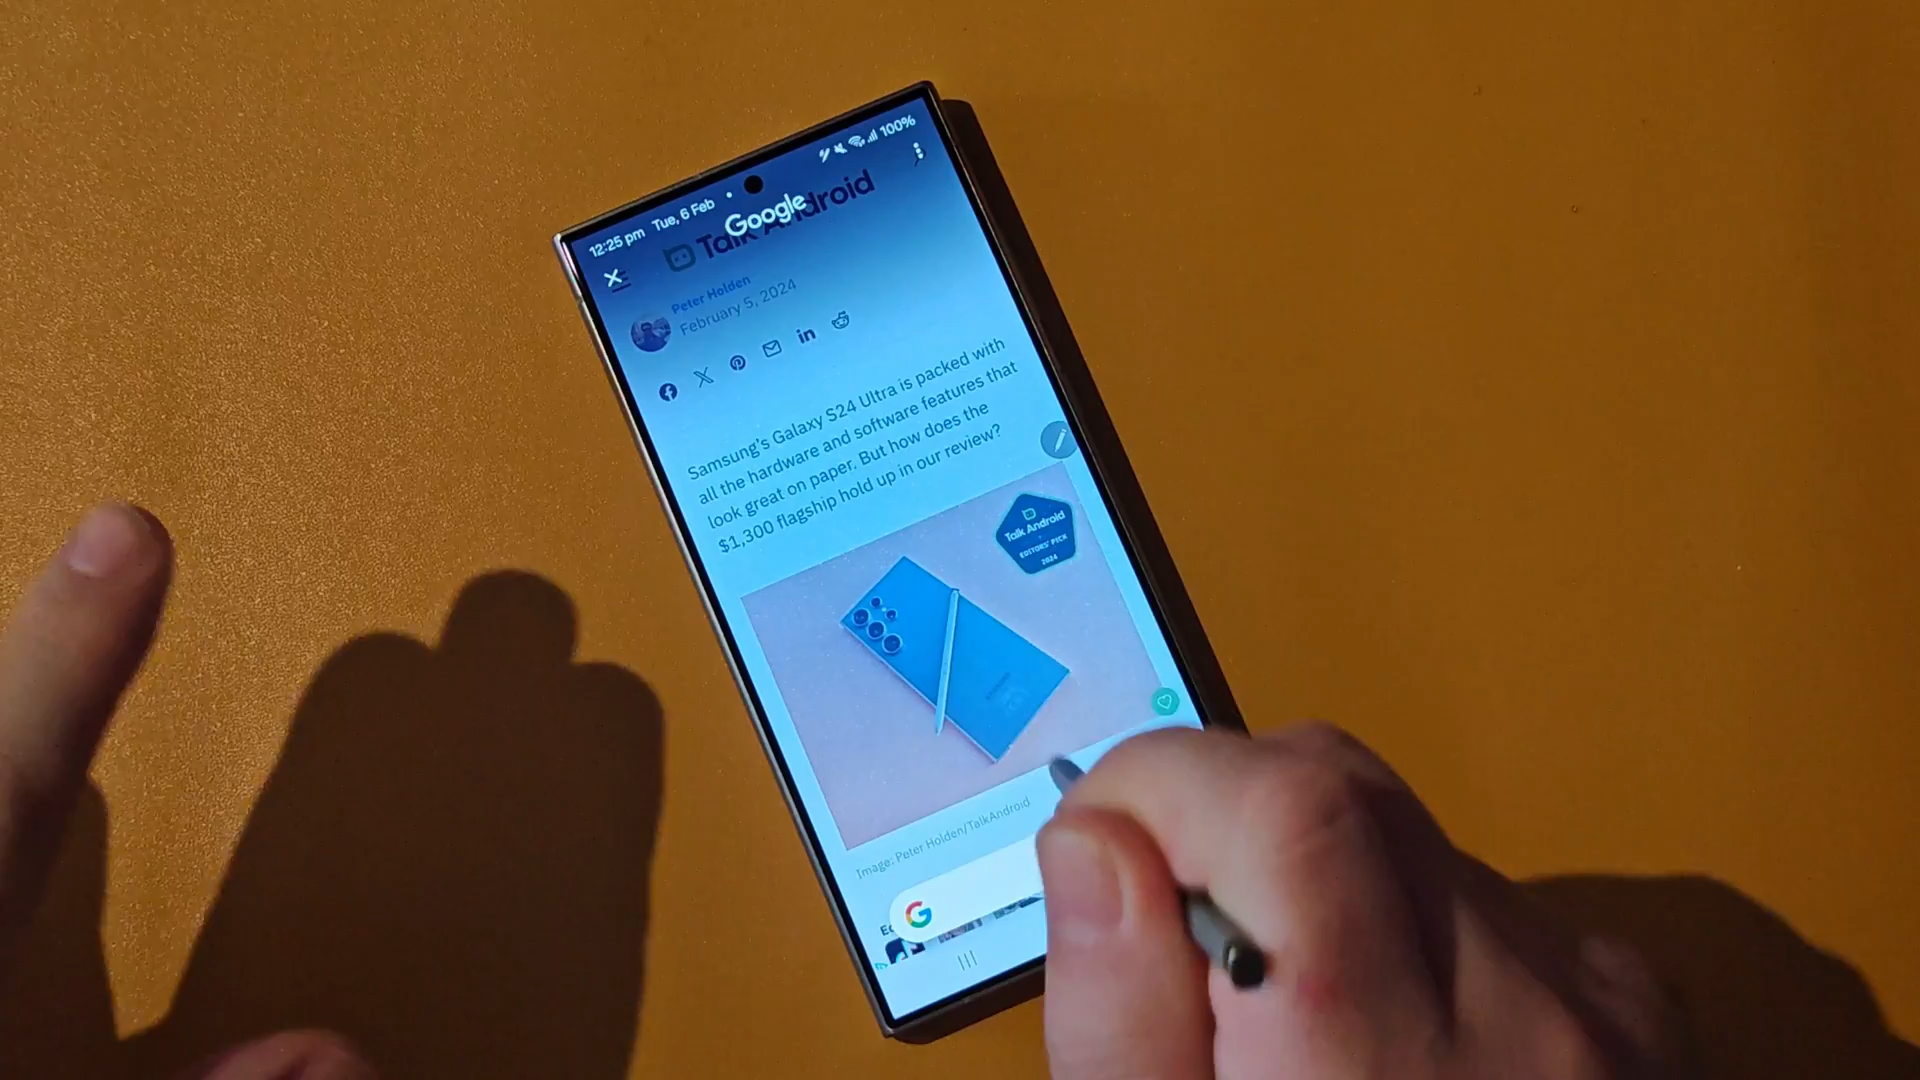 12:25 pm Tue, 6 Feb
100%
Google
Talk Android
Peter Holden
February 5, 2024
Samsung's Galaxy S24 Ultra is packed with
all the hardware and software features that
look great on paper. But how does the
$1,300 flagship hold up in our review?
Talk Android
EDITORS' PICK
2024
Image: Peter Holden/TalkAndroid